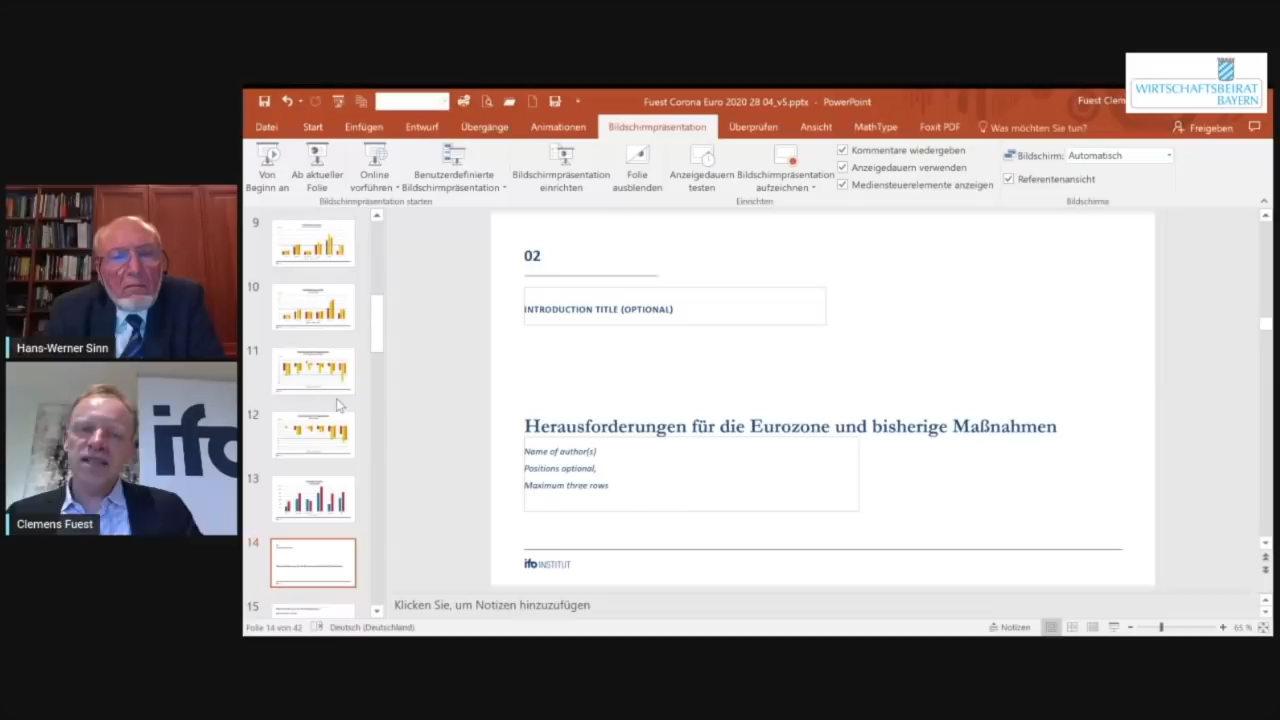 WIRTSCHAFTSBEIRAT
BAYERN
Fuest Corona Euro 2020 28 04_v5.pptx - PowerPoint
Fuest Clem
Datei Start Einfügen Entwurf Übergänge Animationen Bildschirmpräsentation Überprüfen Ansicht MathType Foxit PDF Was möchten Sie tun? Freigeben
Von Beginn an
Ab aktueller Folie
Online vorführen
Benutzerdefinierte Bildschirmpräsentation
Bildschirmpräsentation einrichten
Folie ausblenden
Anzeigedauern testen
Bildschirmpräsentation aufzeichnen
Kommentare wiedergeben
Anzeigedauern verwenden
Mediensteuerelemente anzeigen
Bildschirm: Automatisch
Referentenansicht
Bildschirmpräsentation starten
Einrichten
Bildschirme
9
10
11
12
13
14
15
02
INTRODUCTION TITLE (OPTIONAL)
Herausforderungen für die Eurozone und bisherige Maßnahmen
Name of author(s)
Positions optional,
Maximum three rows
ifo INSTITUT
Klicken Sie, um Notizen hinzuzufügen
Folie 14 von 42 Deutsch (Deutschland)
Notizen
65 %
Hans-Werner Sinn
ifo
Clemens Fuest